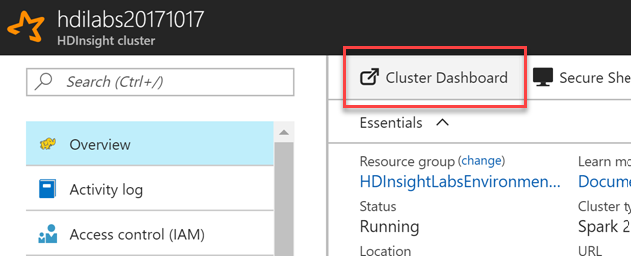 hdilabs20171017
HDInsight cluster
Search (Ctrl+/)
Overview
Activity log
Access control (IAM)
Cluster Dashboard
Secure She
Essentials
Resource group (change)
HDInsightLabsEnvironmen...
Status
Running
Location
Learn mo
Docume
Cluster ty
Spark 2
URL